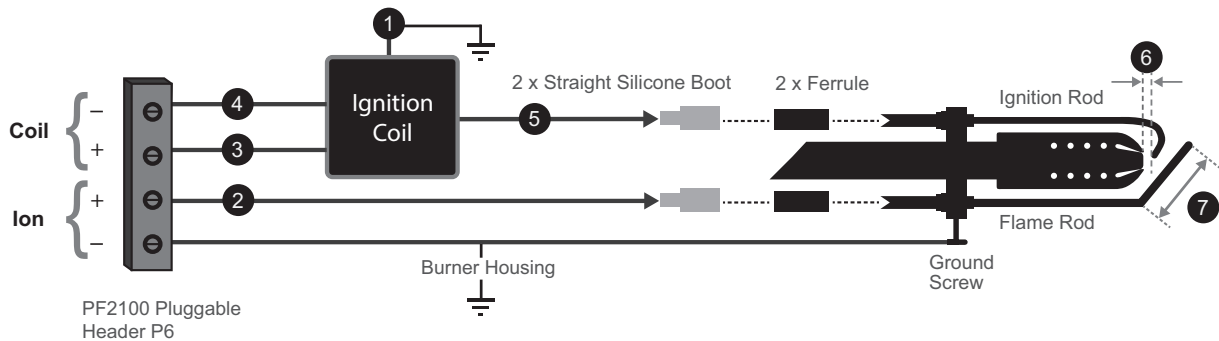 1
6
2 x Straight Silicone Boot
2 x Ferrule
Ignition Rod
Coil
−
4
Ignition
Coil
5
+
3
Ion
+
2
7
Flame Rod
−
Burner Housing
Ground
Screw
PF2100 Pluggable
Header P6